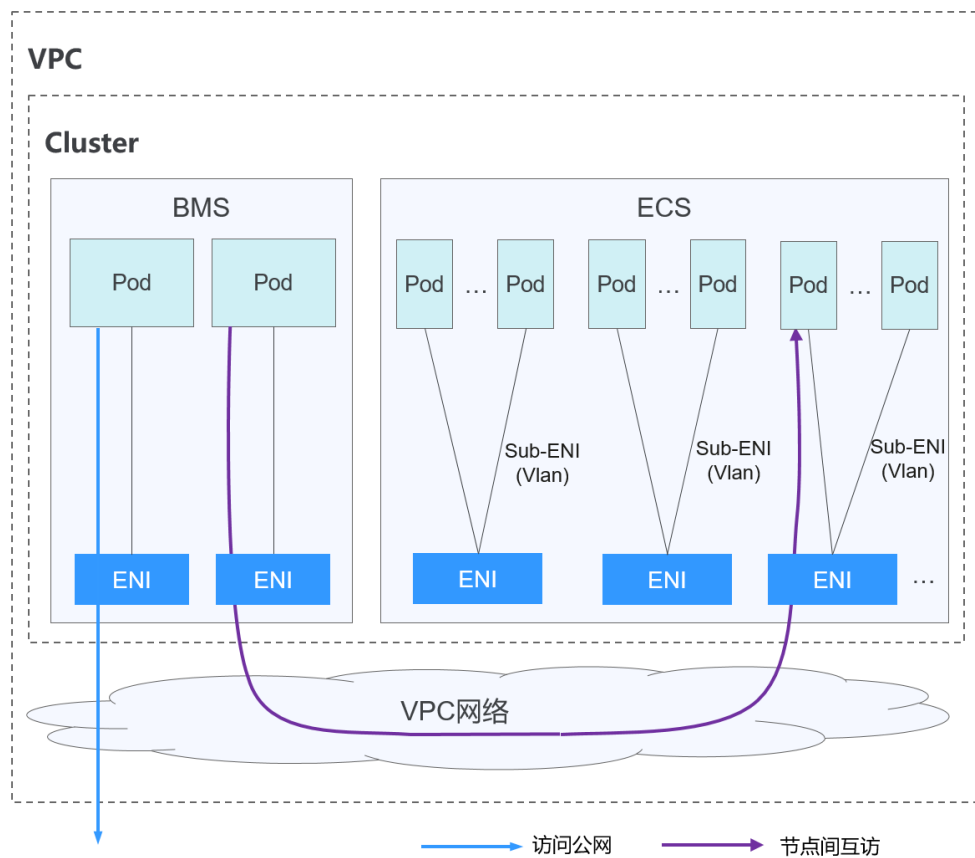 VPC
Cluster
BMS
ECS
Pod
Pod
Pod … Pod
Pod … Pod
Pod … Pod
Sub-ENI
(Vlan)
Sub-ENI
(Vlan)
Sub-ENI
(Vlan)
ENI
ENI
ENI
ENI
ENI …
VPC网络
访问公网
节点间互访